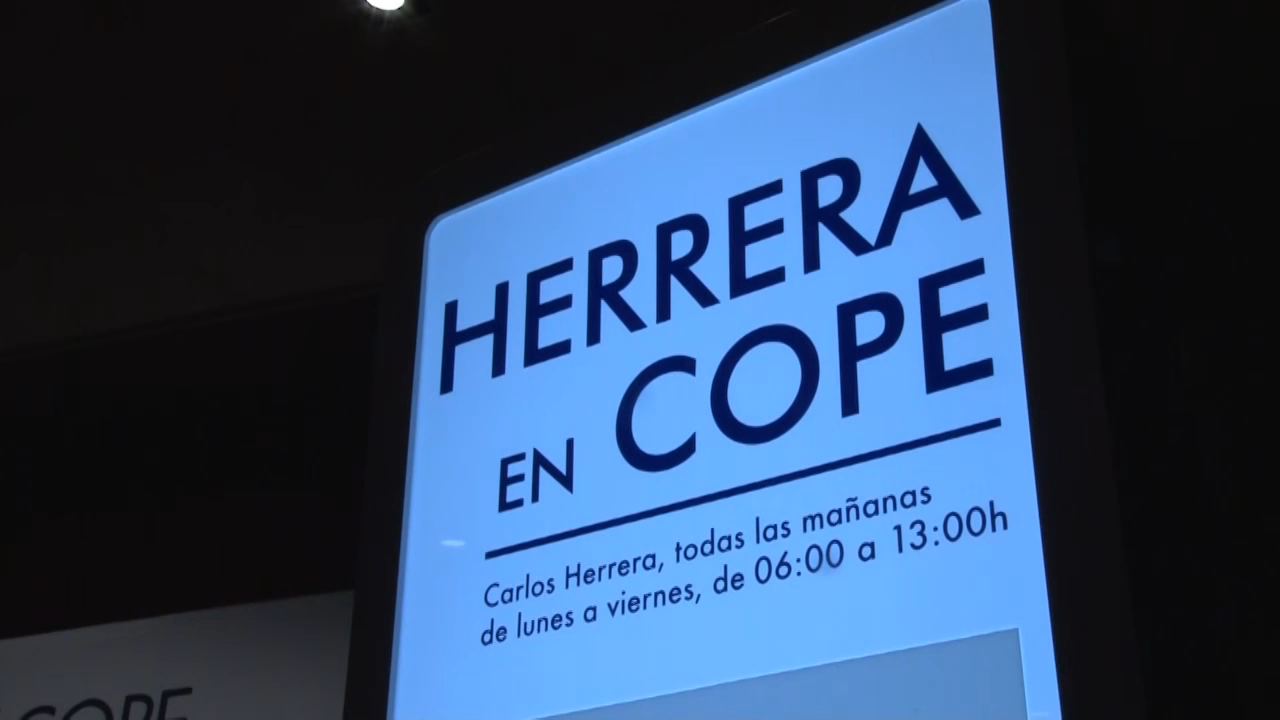 HERRERA
EN COPE
Carlos Herrera, todas las mañanas
de lunes a viernes, de 06:00 a 13:00h
COPE